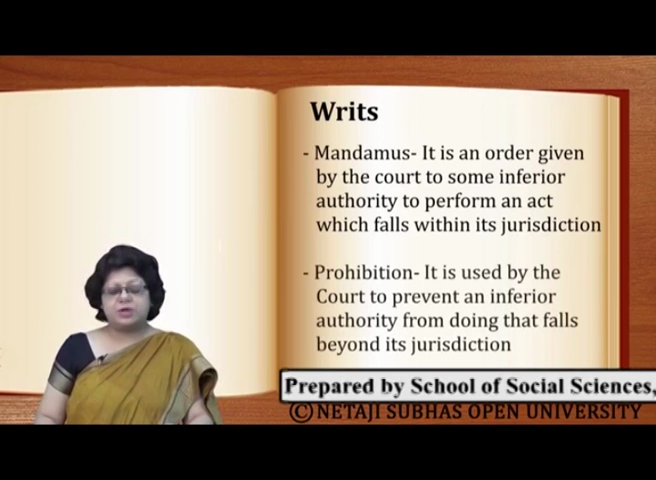 Writs
- Mandamus- It is an order given
by the court to some inferior
authority to perform an act
which falls within its jurisdiction
- Prohibition- It is used by the
Court to prevent an inferior
authority from doing that falls
beyond its jurisdiction
Prepared by School of Social Sciences,
© NETAJI SUBHAS OPEN UNIVERSITY